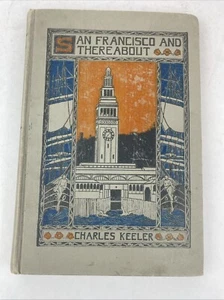 SAN FRANCISCO AND
THEREABOUT
CHARLES KEELER